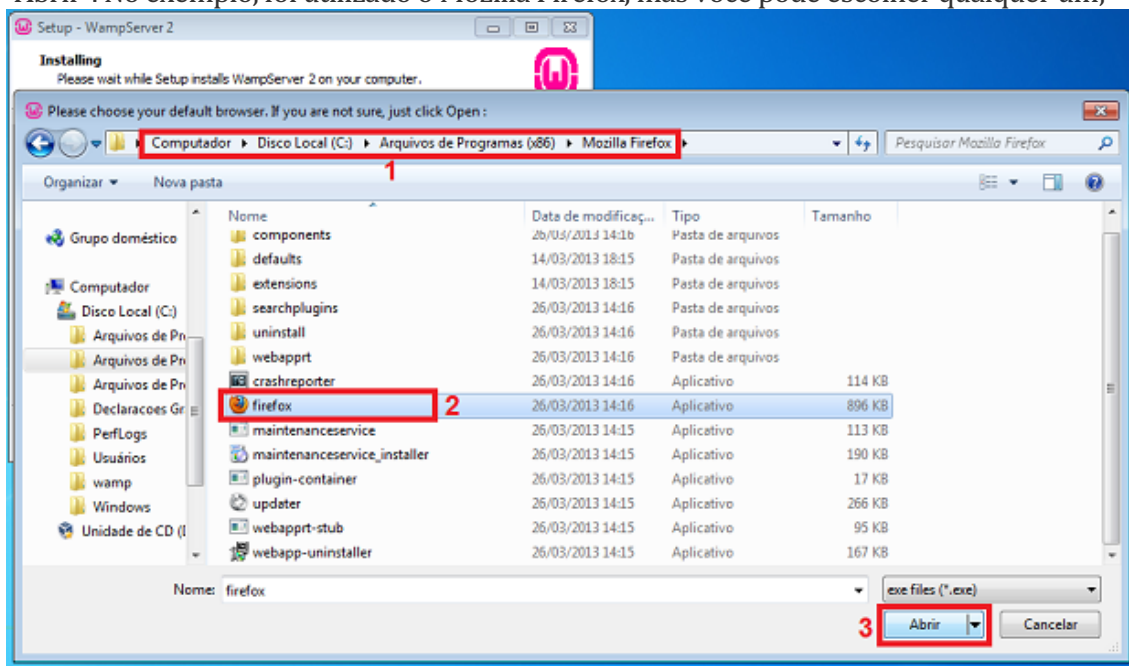 "Abrir". No exemplo, foi utilizado o Mozilla Firefox, mas você pode escolher qualquer um,
Setup - WampServer 2
Installing
Please wait while Setup installs WampServer 2 on your computer.
Please choose your default browser. If you are not sure, just click Open :
Computador Disco Local (C:) Arquivos de Programas (x86) Mozilla Firefox
Pesquisar Mozilla Firefox
1
Organizar Nova pasta
Nome Data de modificaç... Tipo Tamanho
components 26/03/2013 14:16 Pasta de arquivos
defaults 14/03/2013 18:15 Pasta de arquivos
extensions 14/03/2013 18:15 Pasta de arquivos
searchplugins 26/03/2013 14:16 Pasta de arquivos
uninstall 26/03/2013 14:16 Pasta de arquivos
webapprt 26/03/2013 14:16 Pasta de arquivos
crashreporter 26/03/2013 14:16 Aplicativo 114 KB
firefox 2 26/03/2013 14:16 Aplicativo 896 KB
maintenanceservice 26/03/2013 14:15 Aplicativo 113 KB
maintenanceservice_installer 26/03/2013 14:15 Aplicativo 190 KB
plugin-container 26/03/2013 14:15 Aplicativo 17 KB
updater 26/03/2013 14:15 Aplicativo 266 KB
webapprt-stub 26/03/2013 14:15 Aplicativo 95 KB
webapp-uninstaller 26/03/2013 14:15 Aplicativo 167 KB
Grupo doméstico
Computador
Disco Local (C:)
Arquivos de Pr
Arquivos de Pr
Arquivos de Pr
Declaracoes Gr
PerfLogs
Usuários
wamp
Windows
Unidade de CD (
Nome: firefox
exe files (*.exe)
3 Abrir Cancelar